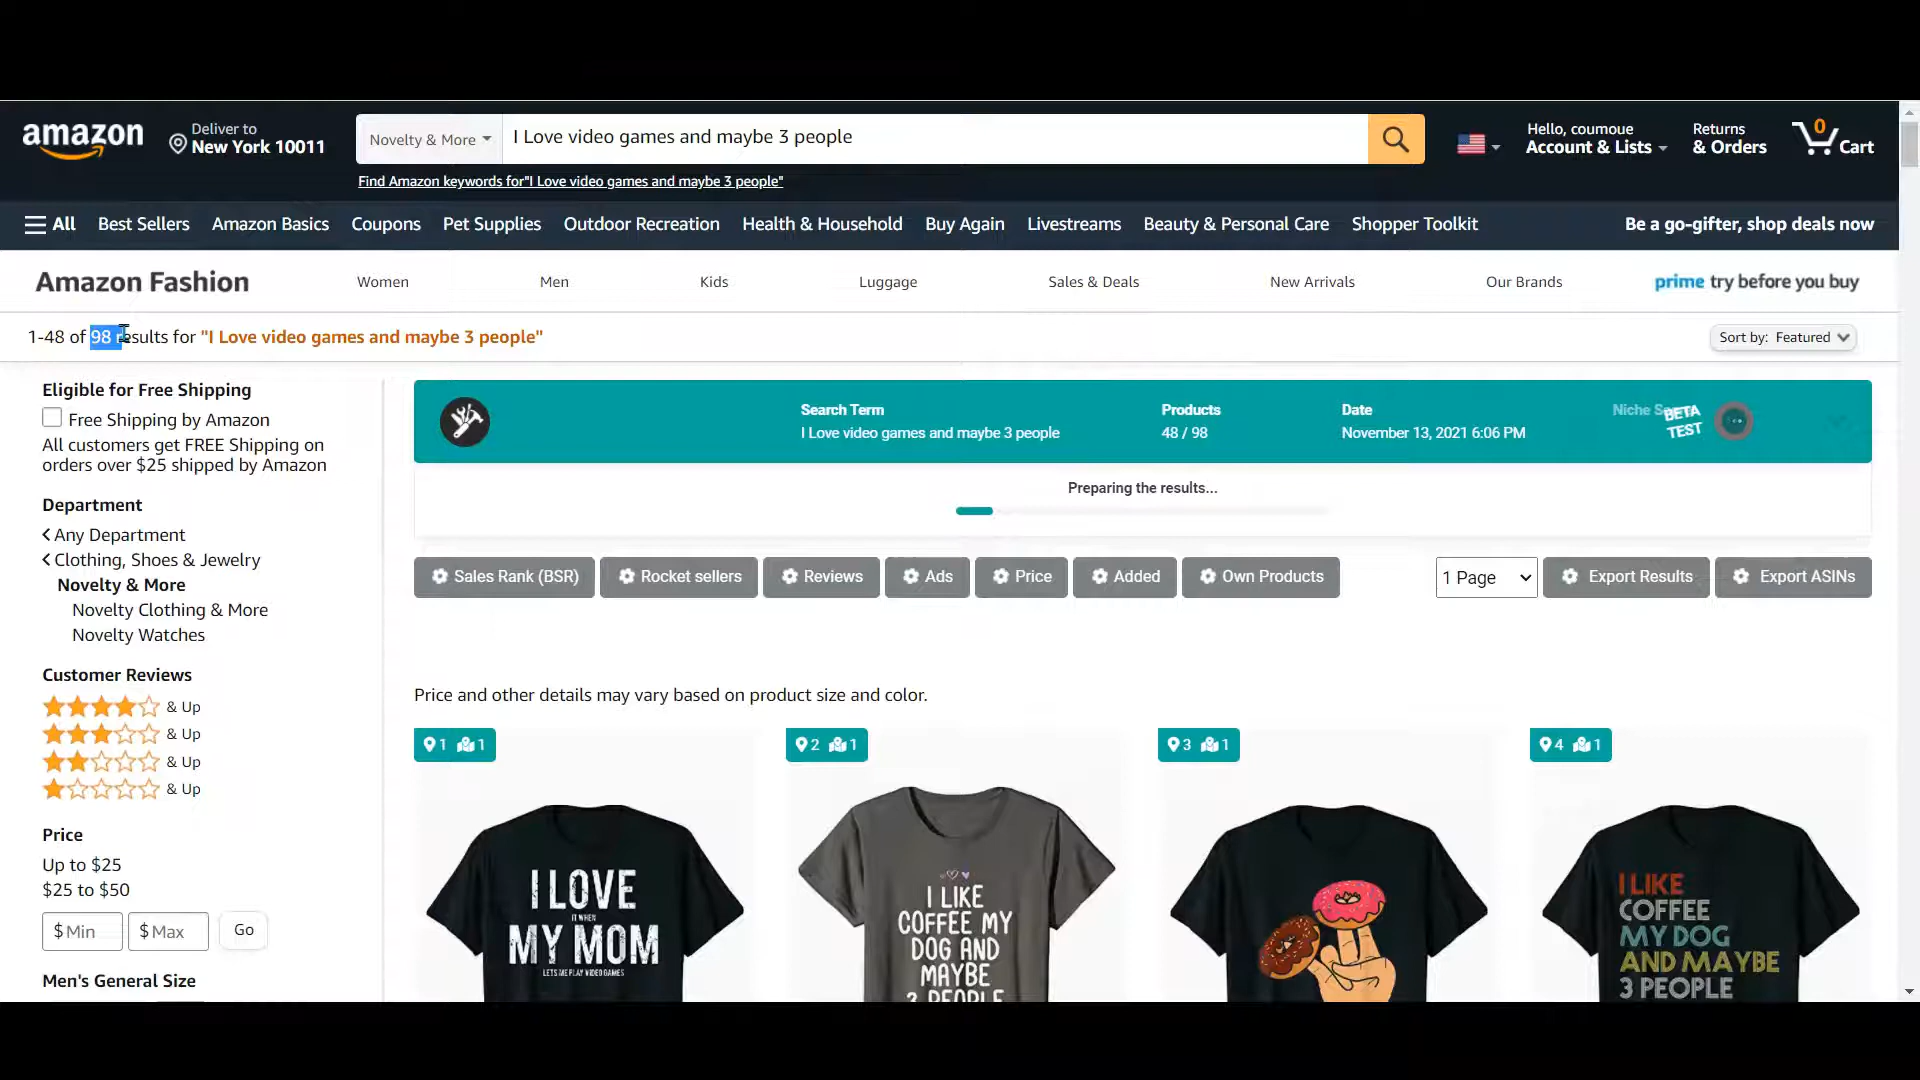 amazon
Deliver to
New York 10011
Novelty & More
I Love video games and maybe 3 people
Find Amazon keywords for"I Love video games and maybe 3 people"
Hello, coumoue
Account & Lists
Returns
& Orders
0
Cart
All
Best Sellers
Amazon Basics
Coupons
Pet Supplies
Outdoor Recreation
Health & Household
Buy Again
Livestreams
Beauty & Personal Care
Shopper Toolkit
Be a go-gifter, shop deals now
Amazon Fashion
Women
Men
Kids
Luggage
Sales & Deals
New Arrivals
Our Brands
prime try before you buy
1-48 of 98 results for "I Love video games and maybe 3 people"
Sort by: Featured
Eligible for Free Shipping
Free Shipping by Amazon
All customers get FREE Shipping on
orders over $25 shipped by Amazon
Department
Any Department
Clothing, Shoes & Jewelry
Novelty & More
Novelty Clothing & More
Novelty Watches
Customer Reviews
& Up
& Up
& Up
& Up
Price
Up to $25
$25 to $50
$ Min
$ Max
Go
Men's General Size
Search Term
I Love video games and maybe 3 people
Products
48 / 98
Date
November 13, 2021 6:06 PM
Niche
BETA
TEST
Preparing the results...
Sales Rank (BSR)
Rocket sellers
Reviews
Ads
Price
Added
Own Products
1 Page
Export Results
Export ASINs
Price and other details may vary based on product size and color.
1 1
2 1
3 1
4 1
I LOVE
IT WHEN
MY MOM
LETS ME PLAY VIDEO GAMES
I LIKE
COFFEE MY
DOG AND
MAYBE
3 PEOPLE
I LIKE
COFFEE
MY DOG
AND MAYBE
3 PEOPLE